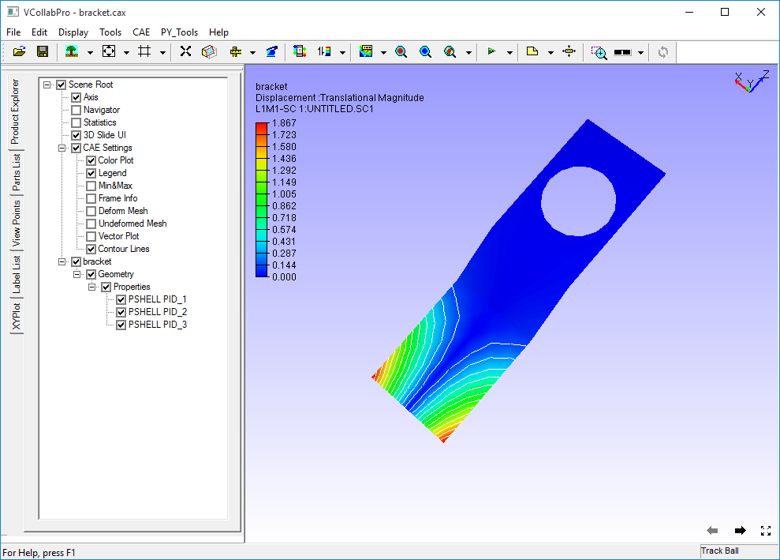 VCollabPro - bracket.cax
File Edit Display Tools CAE PY_Tools Help
Product Explorer
Parts List
View Points
Label List
XYPlot
Scene Root
Axis
Navigator
Statistics
3D Slide UI
CAE Settings
Color Plot
Legend
Min&Max
Frame Info
Deform Mesh
Undeformed Mesh
Vector Plot
Contour Lines
bracket
Geometry
Properties
PSHELL PID_1
PSHELL PID_2
PSHELL PID_3
bracket
Displacement :Translational Magnitude
L1M1-SC 1:UNTITLED.SC1
1.867
1.723
1.580
1.436
1.292
1.149
1.005
0.862
0.718
0.574
0.431
0.287
0.144
0.000
X Y Z
For Help, press F1
Track Ball